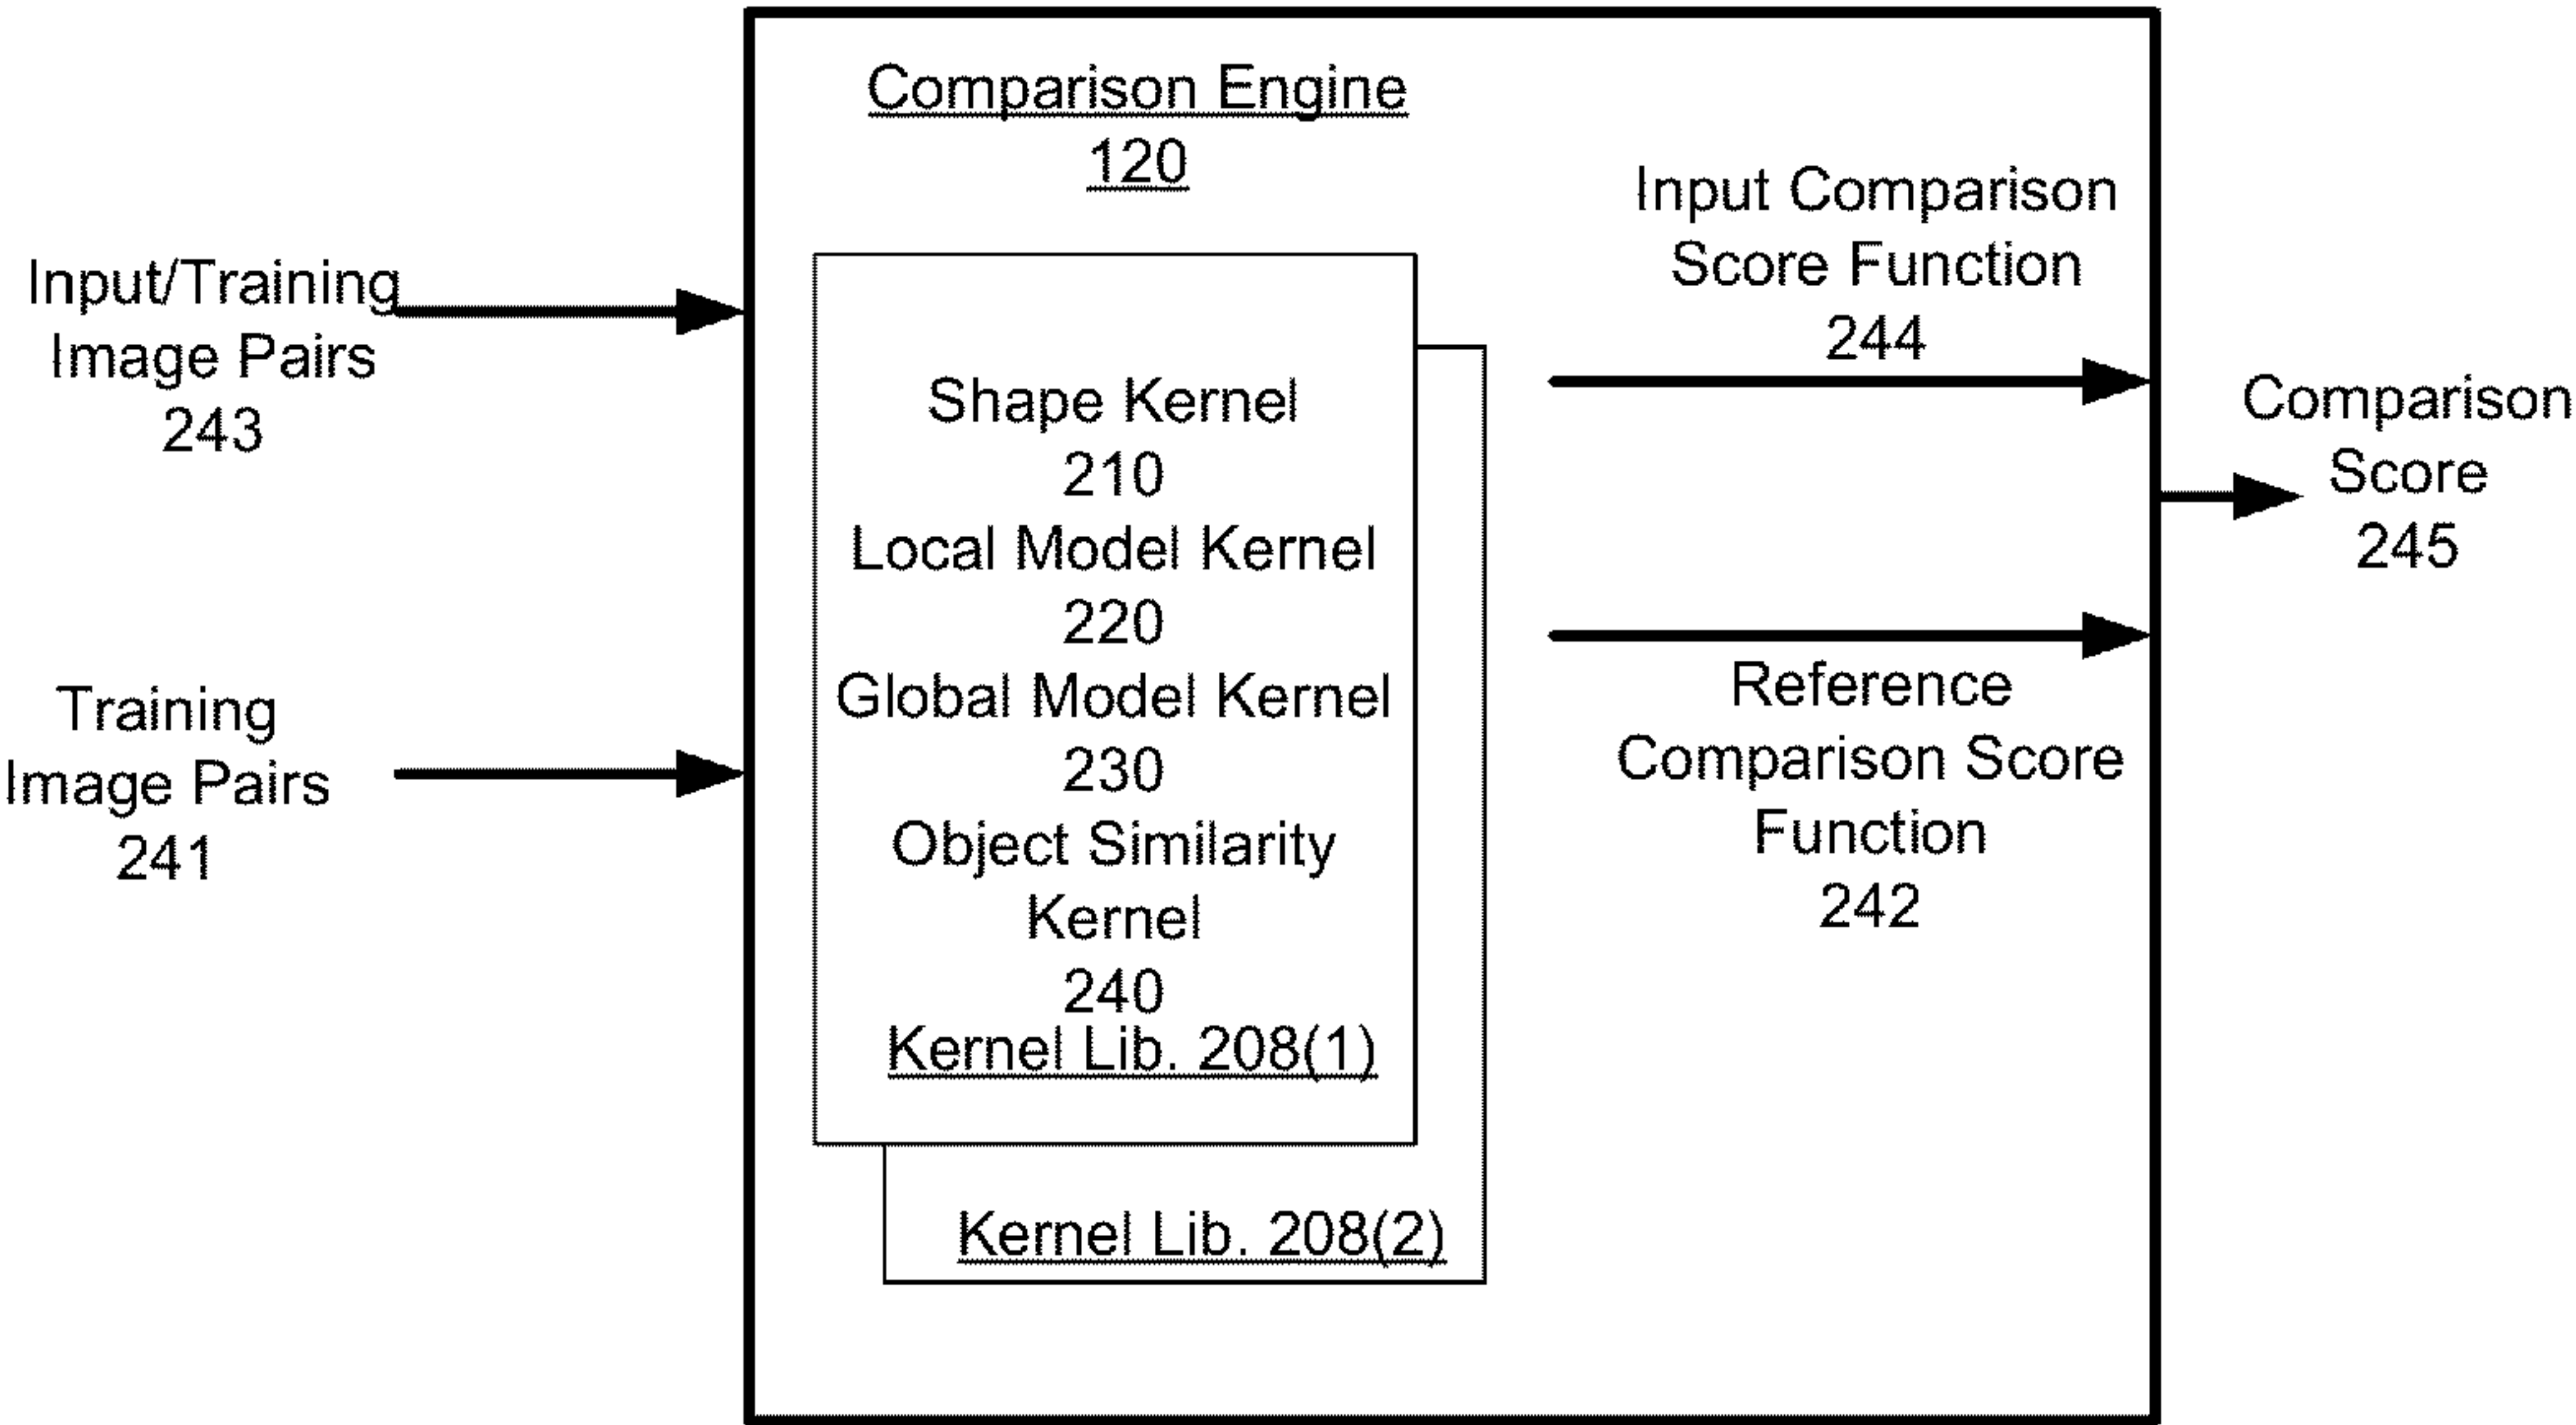 Comparison Engine
120
Input/Training
Image Pairs
243
Training
Image Pairs
241
Shape Kernel
210
Local Model Kernel
220
Global Model Kernel
230
Object Similarity
Kernel
240
Kernel Lib. 208(1)
Kernel Lib. 208(2)
Input Comparison
Score Function
244
Reference
Comparison Score
Function
242
Comparison
Score
245